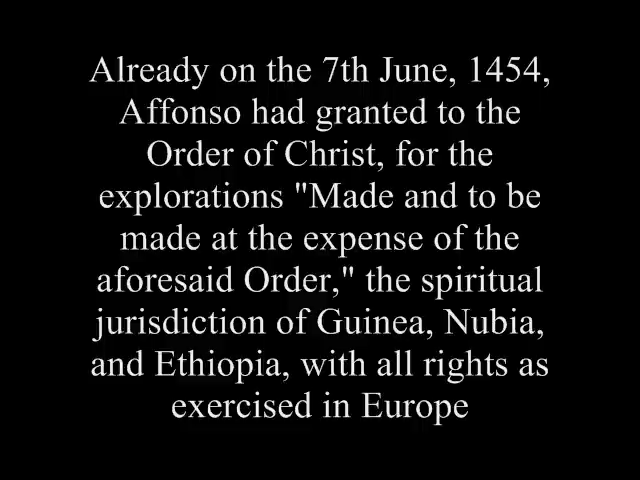 Already on the 7th June, 1454,
Affonso had granted to the
Order of Christ, for the
explorations "Made and to be
made at the expense of the
aforesaid Order," the spiritual
jurisdiction of Guinea, Nubia,
and Ethiopia, with all rights as
exercised in Europe